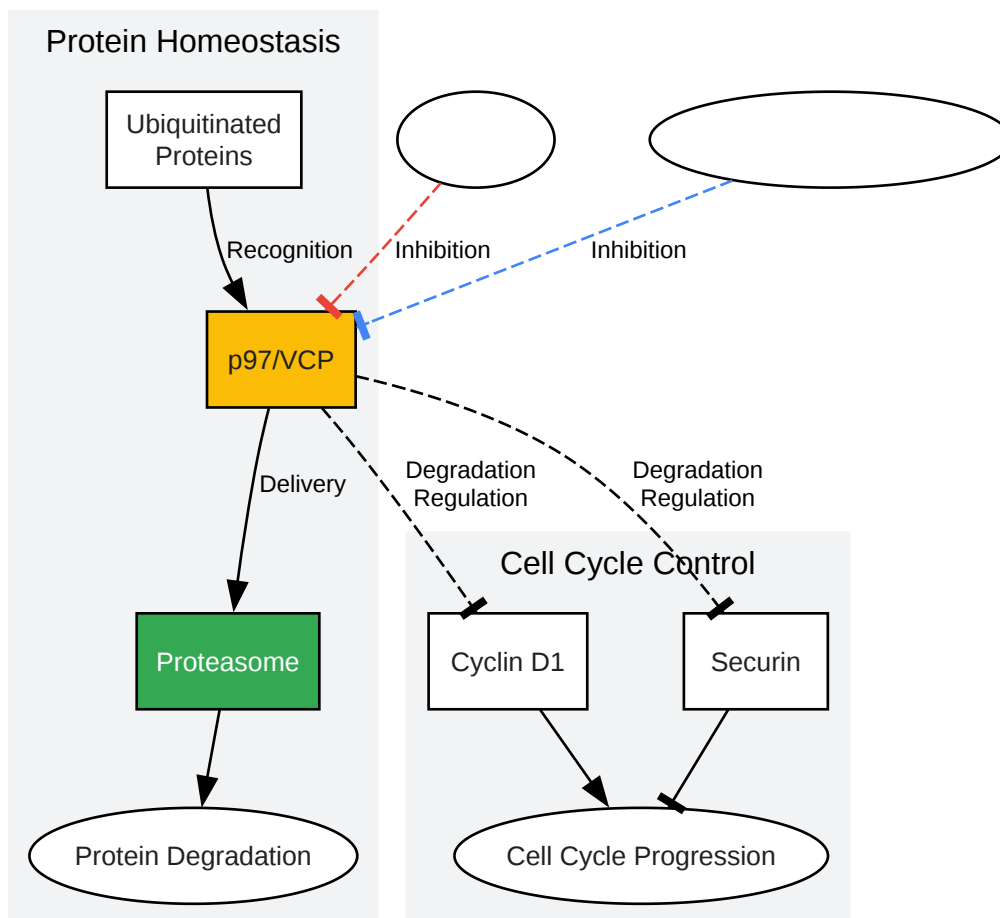 Protein Homeostasis
Ubiquitinated
Proteins
Recognition
Inhibition
Inhibition
p97/VCP
Delivery
Degradation
Regulation
Degradation
Regulation
Cell Cycle Control
Proteasome
Cyclin D1
Securin
Protein Degradation
Cell Cycle Progression